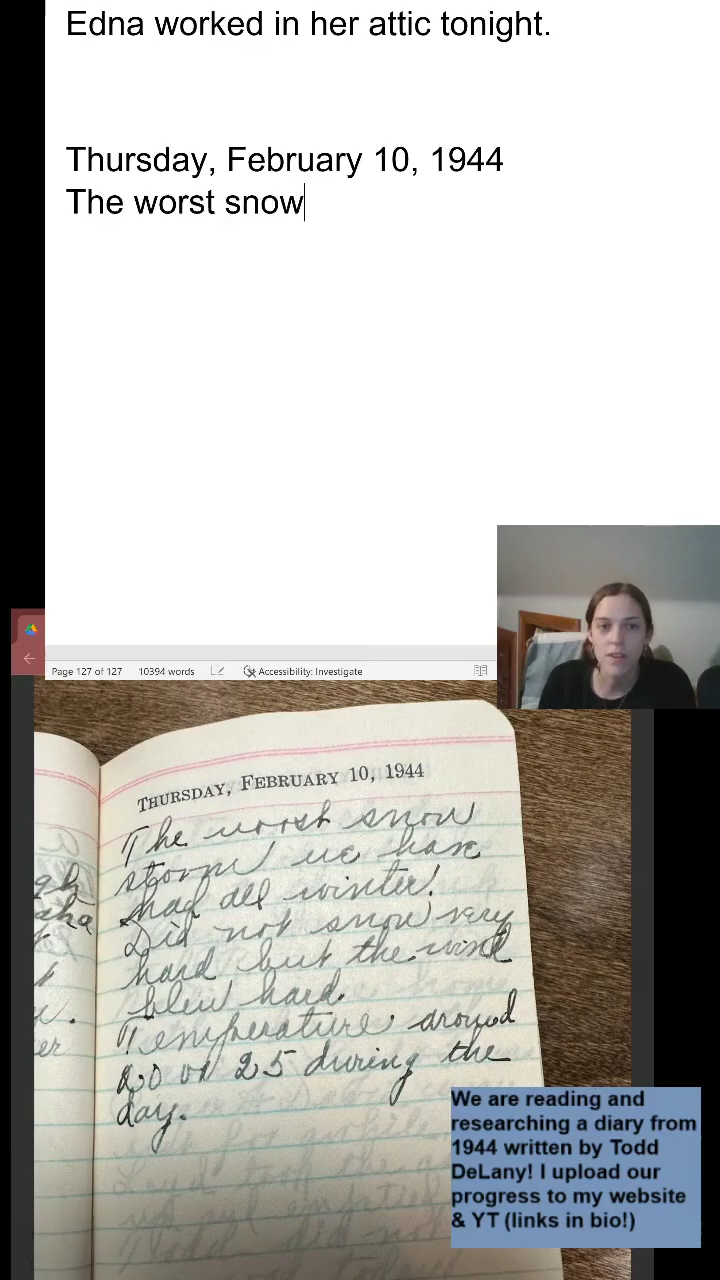 Edna worked in her attic tonight.
Thursday, February 10, 1944
The worst snow
Page 127 of 127 10394 words Accessibility: Investigate
THURSDAY, FEBRUARY 10, 1944
The worst snow
storm we have
had all winter.
Did not snow very
hard but the wind
blew hard.
Temperature around
20 or 25 during the
day.
We are reading and
researching a diary from
1944 written by Todd
DeLany! I upload our
progress to my website
& YT (links in bio!)